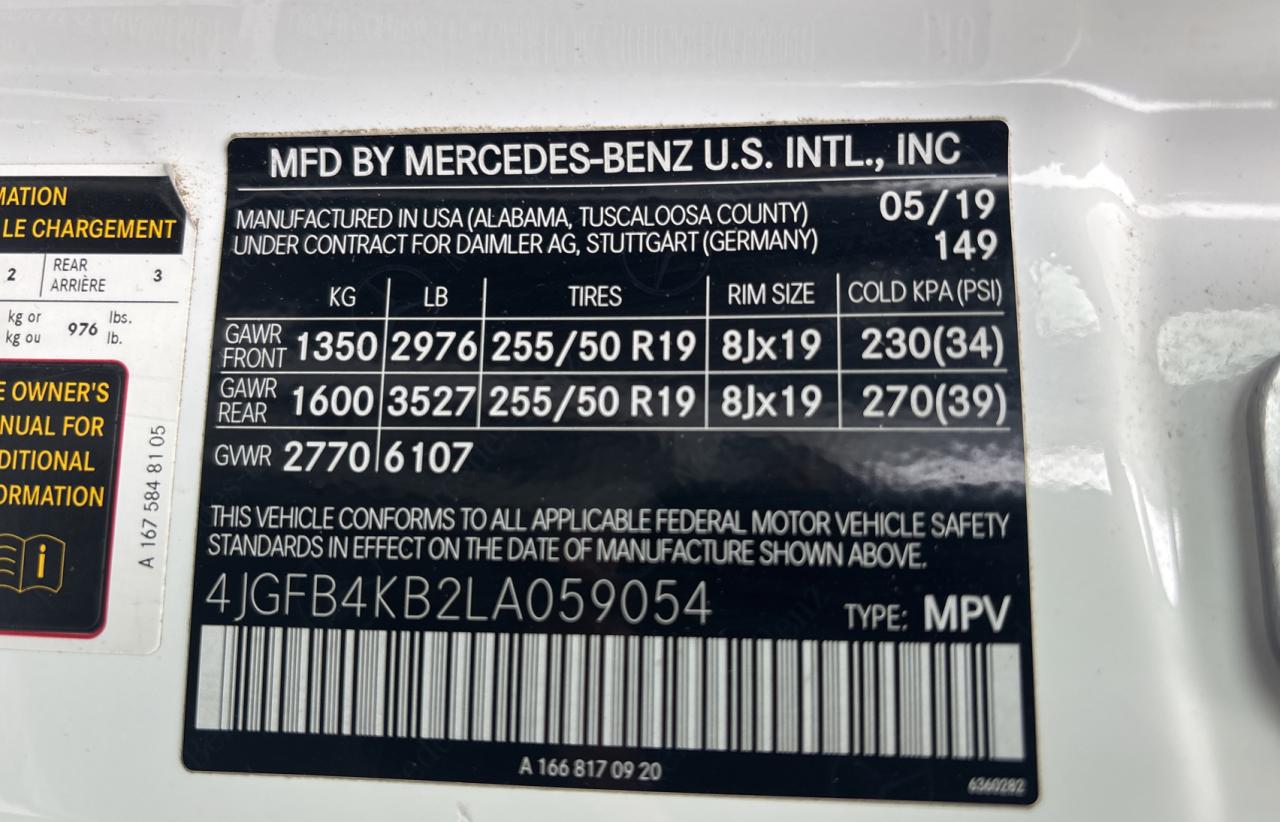 MATION
LE CHARGEMENT
2 REAR ARRIÈRE 3
kg or
kg ou 976 lbs. lb.
E OWNER'S
NUAL FOR
DITIONAL
ORMATION
A 167 584 81 05
MFD BY MERCEDES-BENZ U.S. INTL., INC
MANUFACTURED IN USA (ALABAMA, TUSCALOOSA COUNTY) 05/19
UNDER CONTRACT FOR DAIMLER AG, STUTTGART (GERMANY) 149
KG LB TIRES RIM SIZE COLD KPA (PSI)
GAWR FRONT 1350 2976 255/50 R19 8Jx19 230(34)
GAWR REAR 1600 3527 255/50 R19 8Jx19 270(39)
GVWR 2770 6107
THIS VEHICLE CONFORMS TO ALL APPLICABLE FEDERAL MOTOR VEHICLE SAFETY
STANDARDS IN EFFECT ON THE DATE OF MANUFACTURE SHOWN ABOVE.
4JGFB4KB2LA059054 TYPE: MPV
A 166 817 09 20
6360282